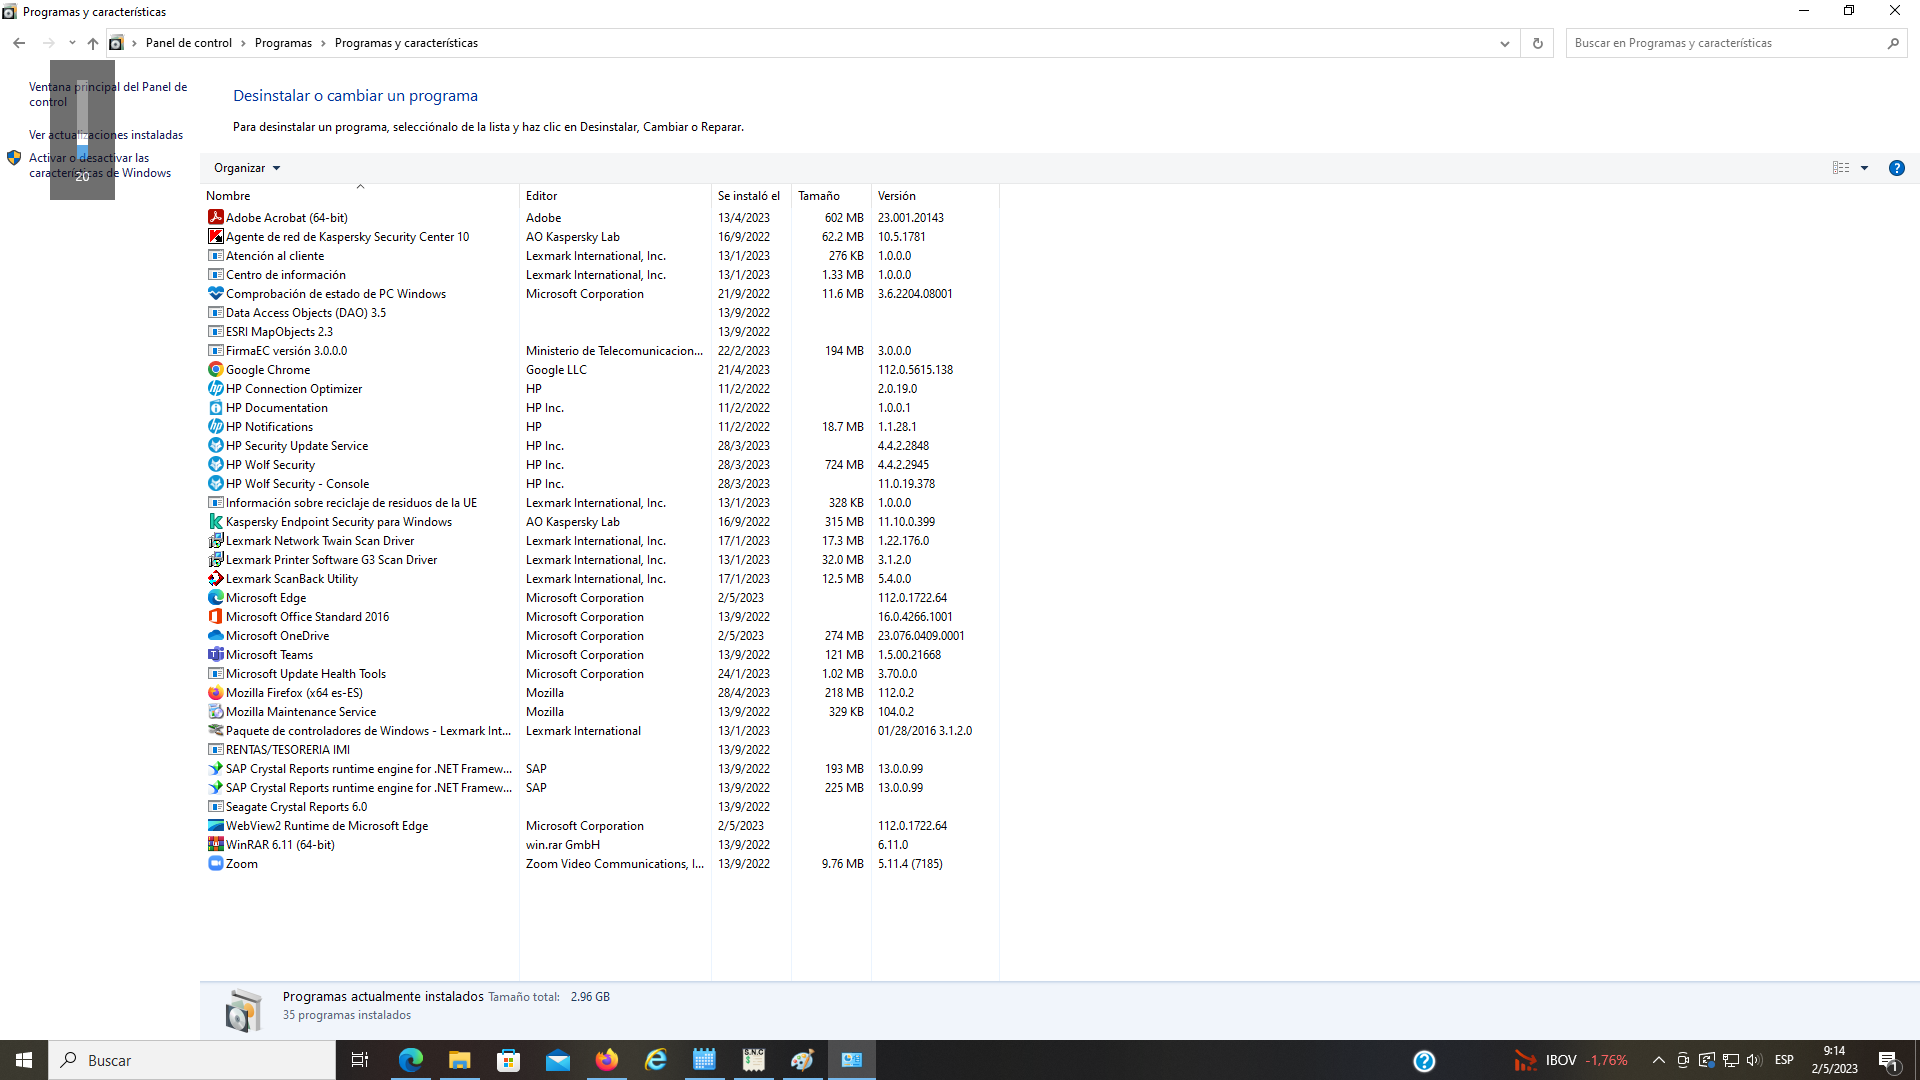 Programas y características
Panel de control > Programas > Programas y características
Buscar en Programas y características
Ventana principal del Panel de
control
Ver actualizaciones instaladas
Activar o desactivar las
características de Windows
20
Desinstalar o cambiar un programa
Para desinstalar un programa, selecciónalo de la lista y haz clic en Desinstalar, Cambiar o Reparar.
Organizar
Nombre Editor Se instaló el Tamaño Versión
Adobe Acrobat (64-bit) Adobe 13/4/2023 602 MB 23.001.20143
Agente de red de Kaspersky Security Center 10 AO Kaspersky Lab 16/9/2022 62.2 MB 10.5.1781
Atención al cliente Lexmark International, Inc. 13/1/2023 276 KB 1.0.0.0
Centro de información Lexmark International, Inc. 13/1/2023 1.33 MB 1.0.0.0
Comprobación de estado de PC Windows Microsoft Corporation 21/9/2022 11.6 MB 3.6.2204.08001
Data Access Objects (DAO) 3.5 13/9/2022
ESRI MapObjects 2.3 13/9/2022
FirmaEC versión 3.0.0.0 Ministerio de Telecomunicacion... 22/2/2023 194 MB 3.0.0.0
Google Chrome Google LLC 21/4/2023 112.0.5615.138
HP Connection Optimizer HP 11/2/2022 2.0.19.0
HP Documentation HP Inc. 11/2/2022 1.0.0.1
HP Notifications HP 11/2/2022 18.7 MB 1.1.28.1
HP Security Update Service HP Inc. 28/3/2023 4.4.2.2848
HP Wolf Security HP Inc. 28/3/2023 724 MB 4.4.2.2945
HP Wolf Security - Console HP Inc. 28/3/2023 11.0.19.378
Información sobre reciclaje de residuos de la UE Lexmark International, Inc. 13/1/2023 328 KB 1.0.0.0
Kaspersky Endpoint Security para Windows AO Kaspersky Lab 16/9/2022 315 MB 11.10.0.399
Lexmark Network Twain Scan Driver Lexmark International, Inc. 17/1/2023 17.3 MB 1.22.176.0
Lexmark Printer Software G3 Scan Driver Lexmark International, Inc. 13/1/2023 32.0 MB 3.1.2.0
Lexmark ScanBack Utility Lexmark International, Inc. 17/1/2023 12.5 MB 5.4.0.0
Microsoft Edge Microsoft Corporation 2/5/2023 112.0.1722.64
Microsoft Office Standard 2016 Microsoft Corporation 13/9/2022 16.0.4266.1001
Microsoft OneDrive Microsoft Corporation 2/5/2023 274 MB 23.076.0409.0001
Microsoft Teams Microsoft Corporation 13/9/2022 121 MB 1.5.00.21668
Microsoft Update Health Tools Microsoft Corporation 24/1/2023 1.02 MB 3.70.0.0
Mozilla Firefox (x64 es-ES) Mozilla 28/4/2023 218 MB 112.0.2
Mozilla Maintenance Service Mozilla 13/9/2022 329 KB 104.0.2
Paquete de controladores de Windows - Lexmark Int... Lexmark International 13/1/2023 01/28/2016 3.1.2.0
RENTAS/TESORERIA IMI 13/9/2022
SAP Crystal Reports runtime engine for .NET Framew... SAP 13/9/2022 193 MB 13.0.0.99
SAP Crystal Reports runtime engine for .NET Framew... SAP 13/9/2022 225 MB 13.0.0.99
Seagate Crystal Reports 6.0 13/9/2022
WebView2 Runtime de Microsoft Edge Microsoft Corporation 2/5/2023 112.0.1722.64
WinRAR 6.11 (64-bit) win.rar GmbH 13/9/2022 6.11.0
Zoom Zoom Video Communications, I... 13/9/2022 9.76 MB 5.11.4 (7185)
Programas actualmente instalados Tamaño total: 2.96 GB
35 programas instalados
Buscar
S.N.C
IBOV -1,76%
ESP
9:14
2/5/2023
1